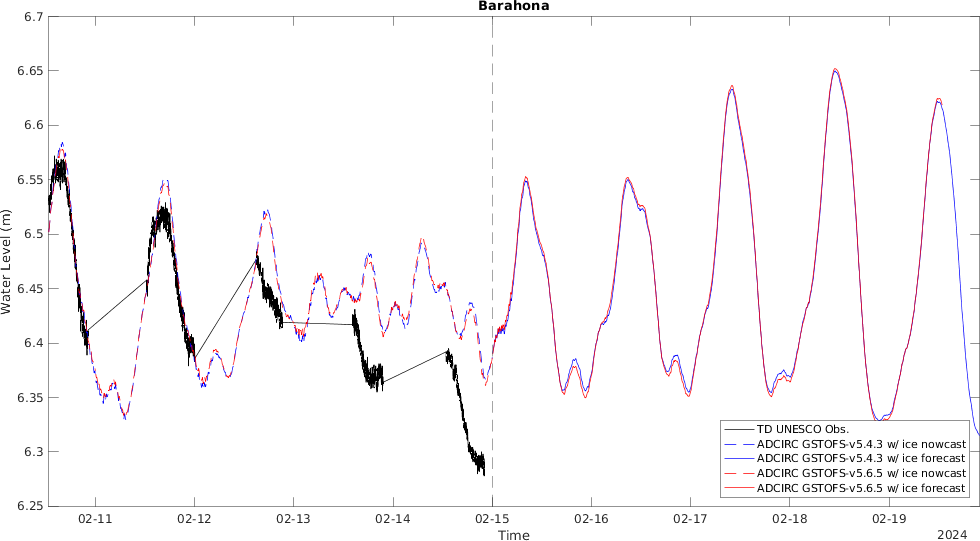 Barahona
6.7
6.65
6.6
6.55
6.5
6.45
6.4
6.35
6.3
6.25
Water Level (m)
TD UNESCO Obs.
ADCIRC GSTOFS-v5.4.3 w/ ice nowcast
ADCIRC GSTOFS-v5.4.3 w/ ice forecast
ADCIRC GSTOFS-v5.6.5 w/ ice nowcast
ADCIRC GSTOFS-v5.6.5 w/ ice forecast
02-11 02-12 02-13 02-14 02-15 02-16 02-17 02-18 02-19
Time
2024